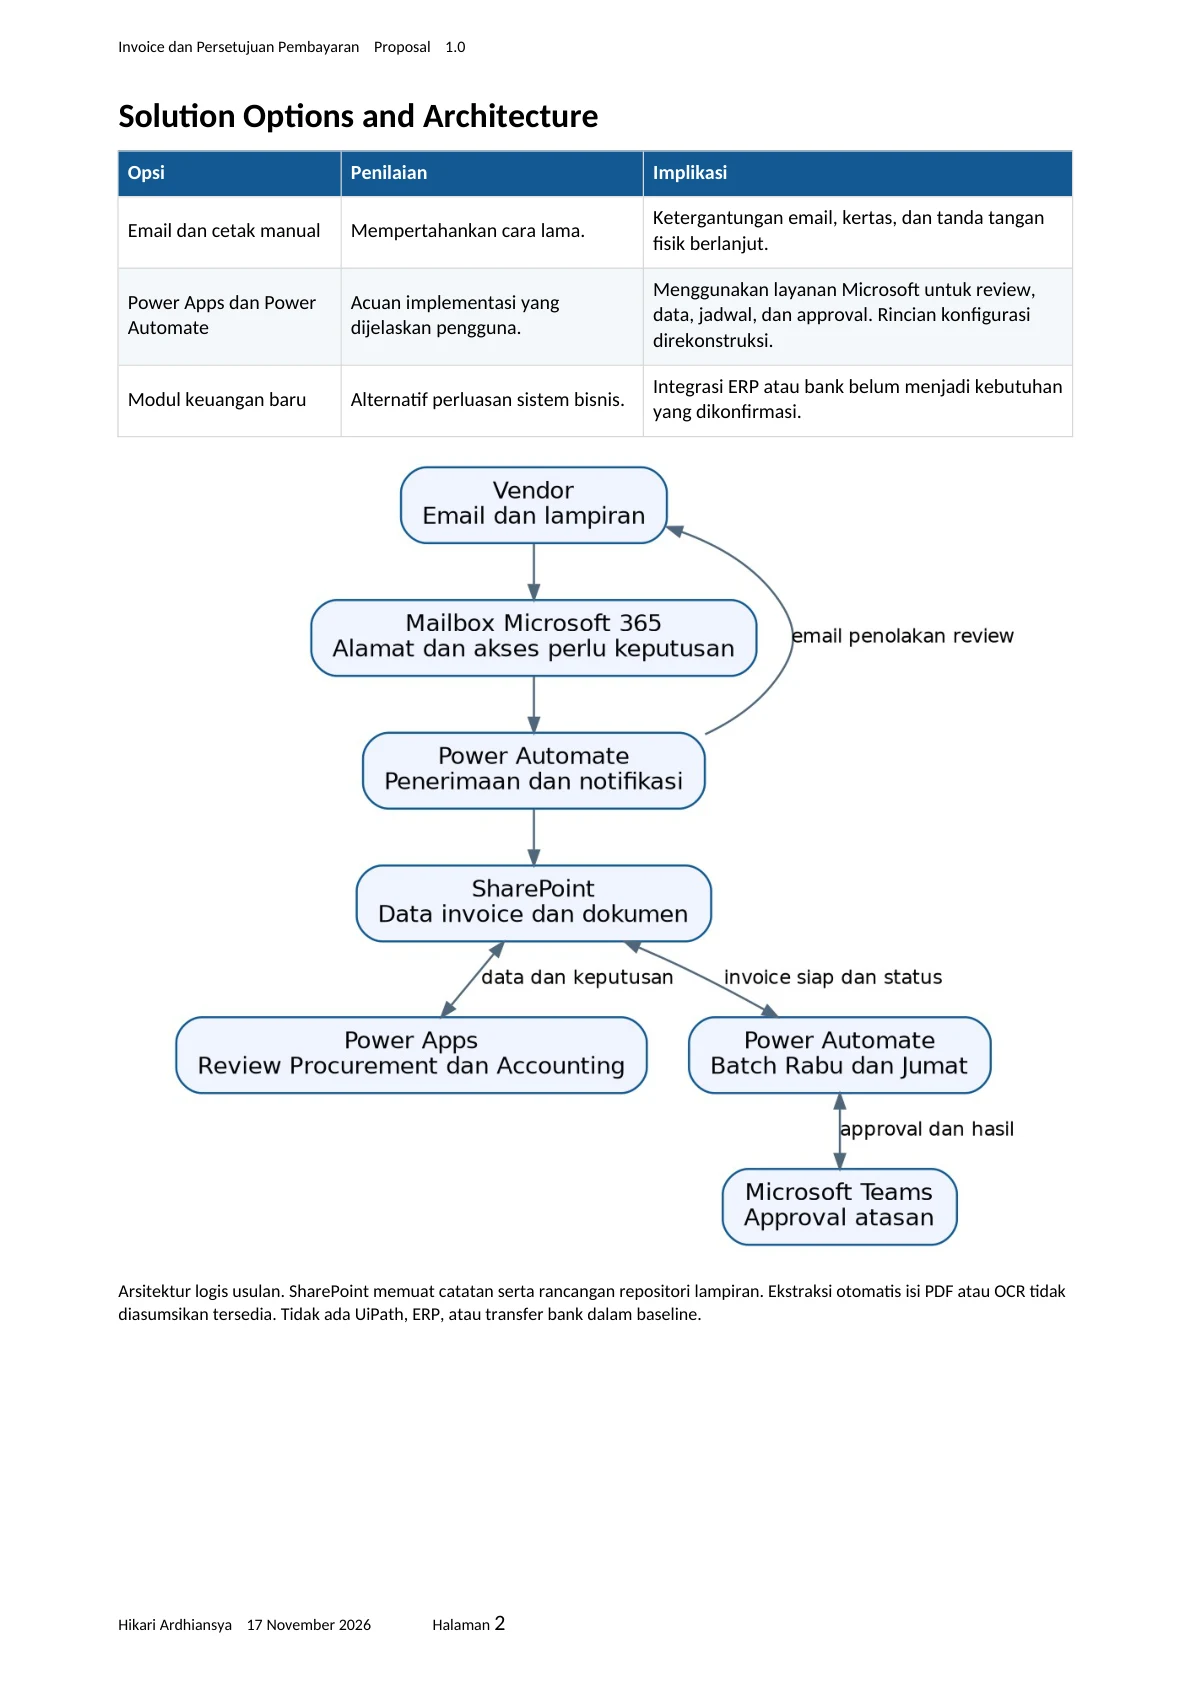 Invoice dan Persetujuan Pembayaran Proposal 1.0
Solution Options and Architecture
Opsi
Penilaian
Implikasi
Email dan cetak manual
Mempertahankan cara lama.
Ketergantungan email, kertas, dan tanda tangan
fisik berlanjut.
Power Apps dan Power
Automate
Acuan implementasi yang
dijelaskan pengguna.
Menggunakan layanan Microsoft untuk review,
data, jadwal, dan approval. Rincian konfigurasi
direkonstruksi.
Modul keuangan baru
Alternatif perluasan sistem bisnis.
Integrasi ERP atau bank belum menjadi kebutuhan
yang dikonfirmasi.
Vendor
Email dan lampiran
Mailbox Microsoft 365
Alamat dan akses perlu keputusan
email penolakan review
Power Automate
Penerimaan dan notifikasi
SharePoint
Data invoice dan dokumen
data dan keputusan
invoice siap dan status
Power Apps
Review Procurement dan Accounting
Power Automate
Batch Rabu dan Jumat
approval dan hasil
Microsoft Teams
Approval atasan
Arsitektur logis usulan. SharePoint memuat catatan serta rancangan repositori lampiran. Ekstraksi otomatis isi PDF atau OCR tidak
diasumsikan tersedia. Tidak ada UiPath, ERP, atau transfer bank dalam baseline.
Hikari Ardhiansya 17 November 2026 Halaman 2